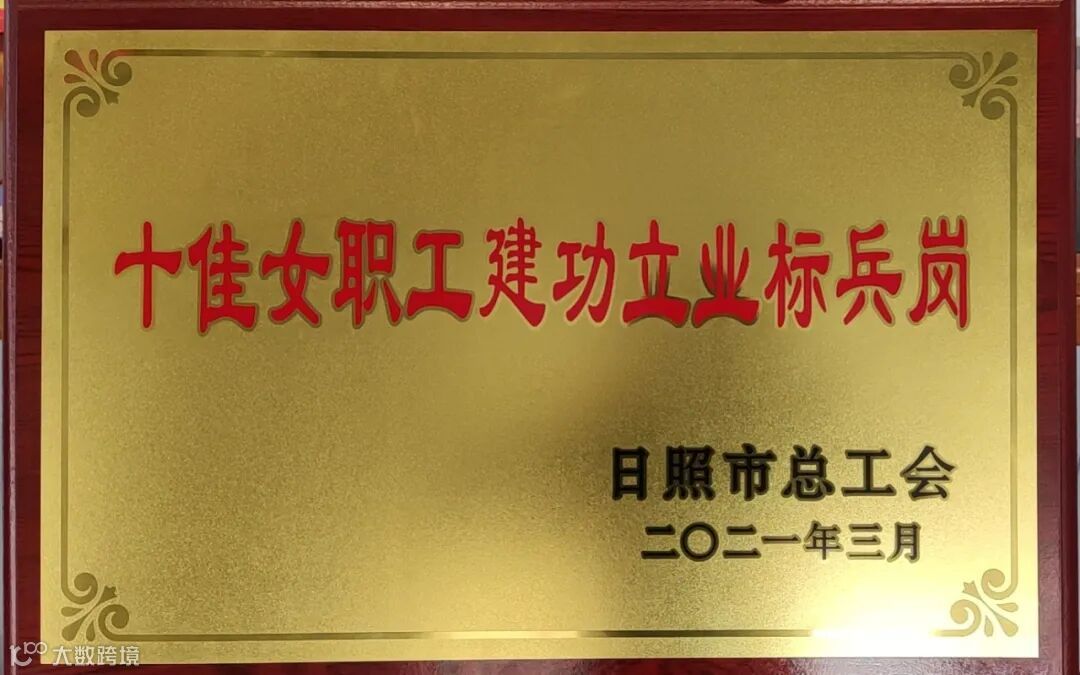 十佳女职工建功立业标兵岗
日照市总工会
二〇二一年三月
大数跨境